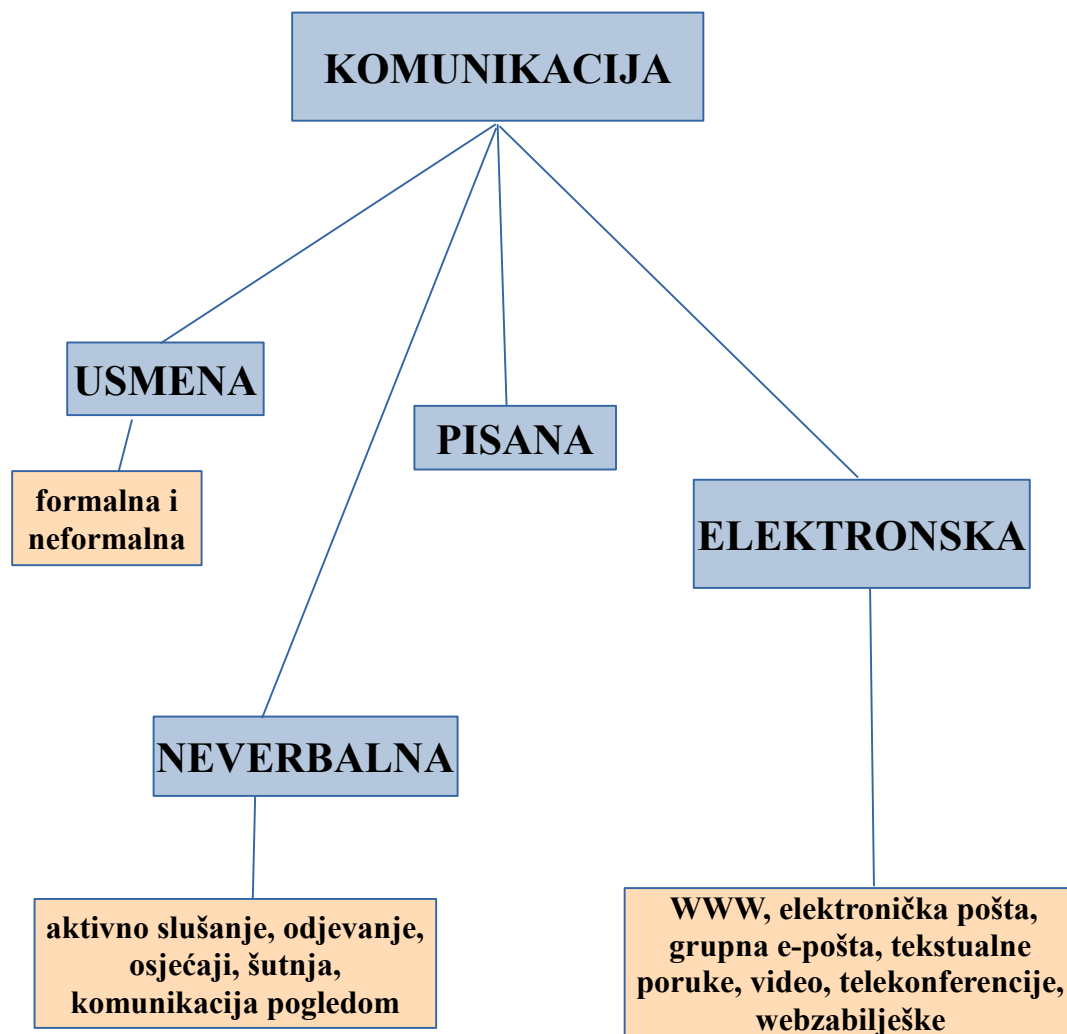 KOMUNIKACIJA
USMENA
formalna i
neformalna
PISANA
ELEKTRONSKA
NEVERBALNA
aktivno slušanje, odjevanje,
osjećaji, šutnja,
komunikacija pogledom
WWW, elektronička pošta,
grupna e-pošta, tekstualne
poruke, video, telekonferencije,
webzabilješke